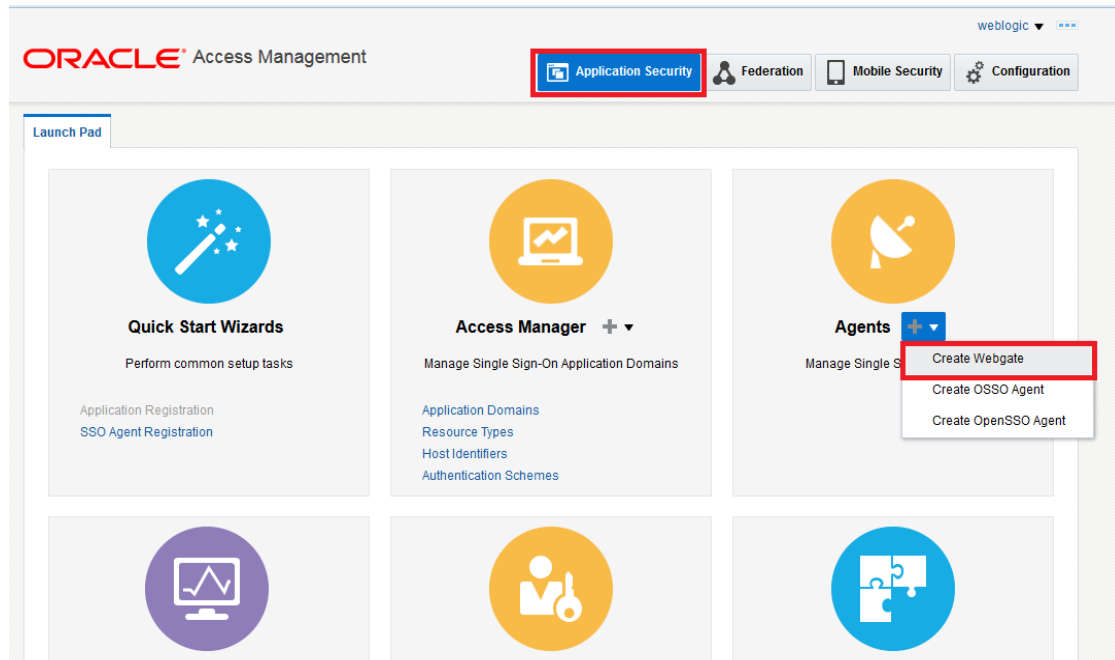 weblogic
ORACLE Access Management
Application Security
Federation
Mobile Security
Configuration
Launch Pad
Quick Start Wizards
Perform common setup tasks
Application Registration
SSO Agent Registration
Access Manager
Manage Single Sign-On Application Domains
Application Domains
Resource Types
Host Identifiers
Authentication Schemes
Agents
Manage Single S
Create Webgate
Create OSSO Agent
Create OpenSSO Agent